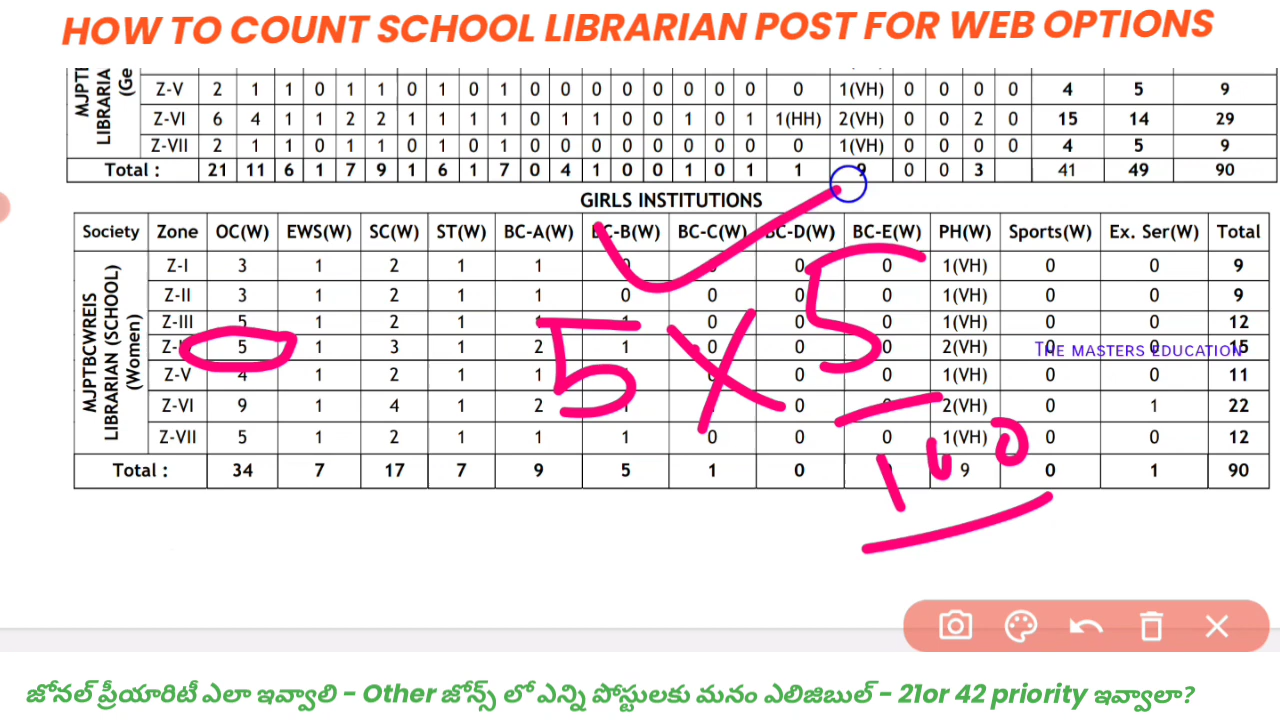 HOW TO COUNT SCHOOL LIBRARIAN POST FOR WEB OPTIONS
MJPTI
LIBRARIA
(Ge
Z-V 2 1 1 0 1 1 0 1 0 1 0 0 0 0 0 0 0 0 0 1(VH) 0 0 0 0 4 5 9
Z-VI 6 4 1 1 2 2 1 1 1 1 0 1 1 0 0 1 0 1 1(HH) 2(VH) 0 0 2 0 15 14 29
Z-VII 2 1 1 0 1 1 0 1 0 1 0 0 0 0 0 0 0 0 0 1(VH) 0 0 0 0 4 5 9
Total : 21 11 6 1 7 9 1 6 1 7 0 4 1 0 0 1 0 1 1 9 0 0 3 41 49 90
GIRLS INSTITUTIONS
Society Zone OC(W) EWS(W) SC(W) ST(W) BC-A(W) BC-B(W) BC-C(W) BC-D(W) BC-E(W) PH(W) Sports(W) Ex. Ser(W) Total
MJPTBCWREIS
LIBRARIAN (SCHOOL)
(Women)
Z-I 3 1 2 1 1 0 0 0 0 1(VH) 0 0 9
Z-II 3 1 2 1 1 0 0 0 0 1(VH) 0 0 9
Z-III 5 1 2 1 1 1 0 0 0 1(VH) 0 0 12
5 1 3 1 2 1 0 0 0 2(VH) 0 0 15
THE MASTERS EDUCATION
Z-V 4 1 2 1 1 1 0 0 0 1(VH) 0 0 11
Z-VI 9 1 4 1 2 1 0 0 2(VH) 0 1 22
Z-VII 5 1 2 1 1 1 0 0 0 1(VH) 0 0 12
Total : 34 7 17 7 9 5 1 0 0 9 0 1 90
5 X 5
జోనల్ ప్రీయారిటీ ఎలా ఇవ్వాలి - Other జోన్స్ లో ఎన్ని పోస్టులకు మనం ఎలిజిబుల్ - 21or 42 priority ఇవ్వాలా?